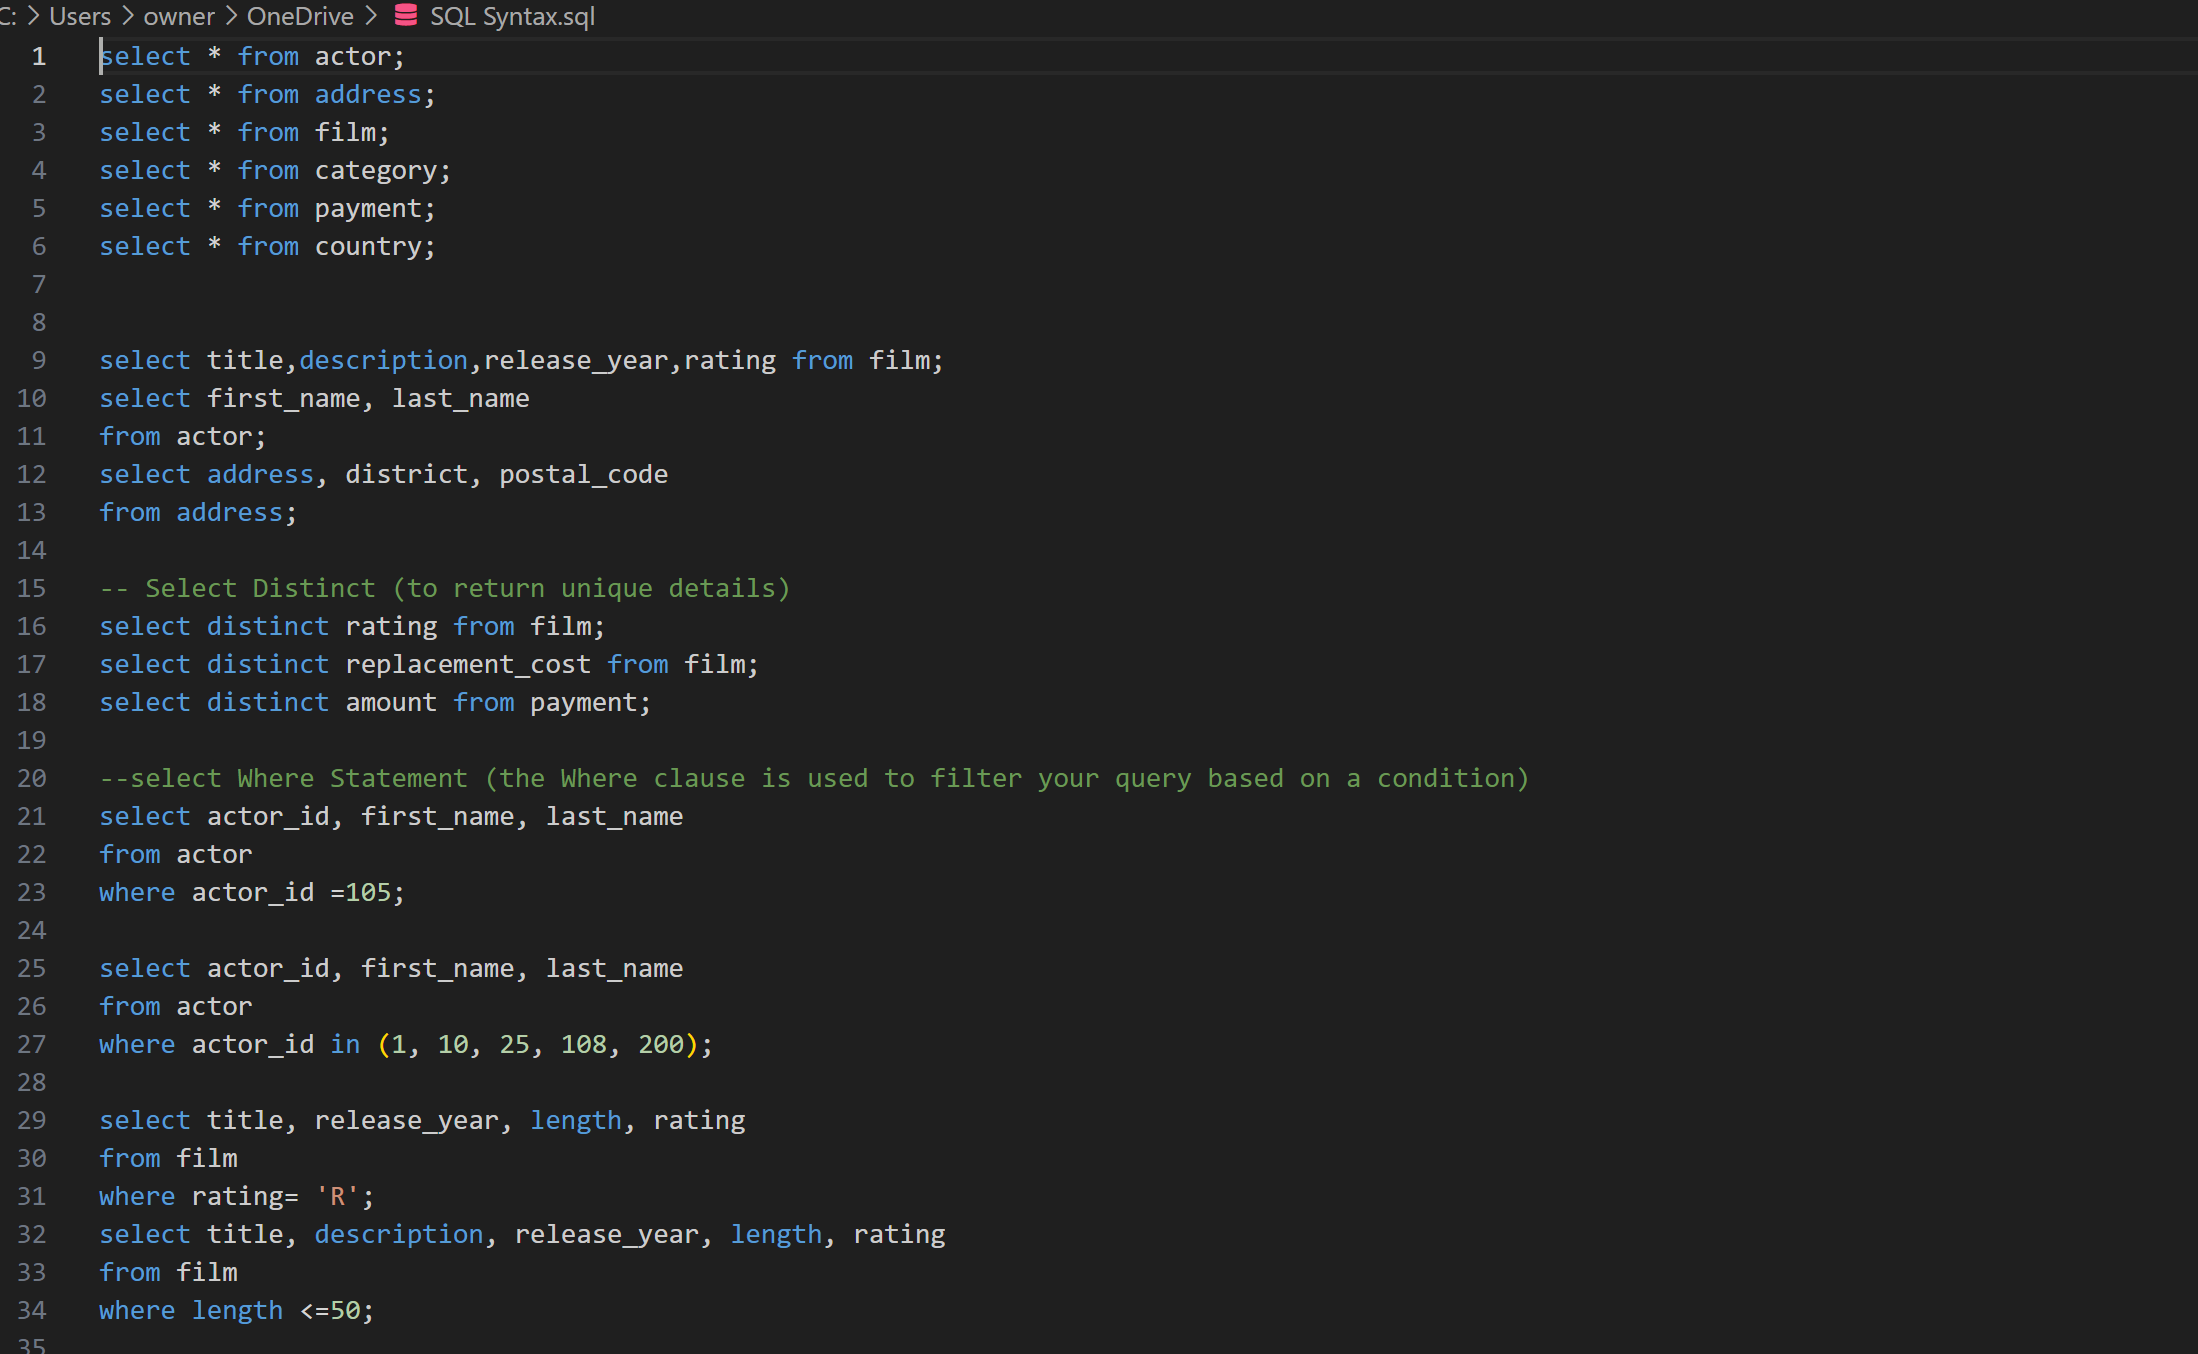 C: > Users > owner > OneDrive > SQL Syntax.sql
1 select * from actor;
2 select * from address;
3 select * from film;
4 select * from category;
5 select * from payment;
6 select * from country;
7
8
9 select title,description,release_year,rating from film;
10 select first_name, last_name
11 from actor;
12 select address, district, postal_code
13 from address;
14
15 -- Select Distinct (to return unique details)
16 select distinct rating from film;
17 select distinct replacement_cost from film;
18 select distinct amount from payment;
19
20 --select Where Statement (the Where clause is used to filter your query based on a condition)
21 select actor_id, first_name, last_name
22 from actor
23 where actor_id =105;
24
25 select actor_id, first_name, last_name
26 from actor
27 where actor_id in (1, 10, 25, 108, 200);
28
29 select title, release_year, length, rating
30 from film
31 where rating= 'R';
32 select title, description, release_year, length, rating
33 from film
34 where length <=50;
35